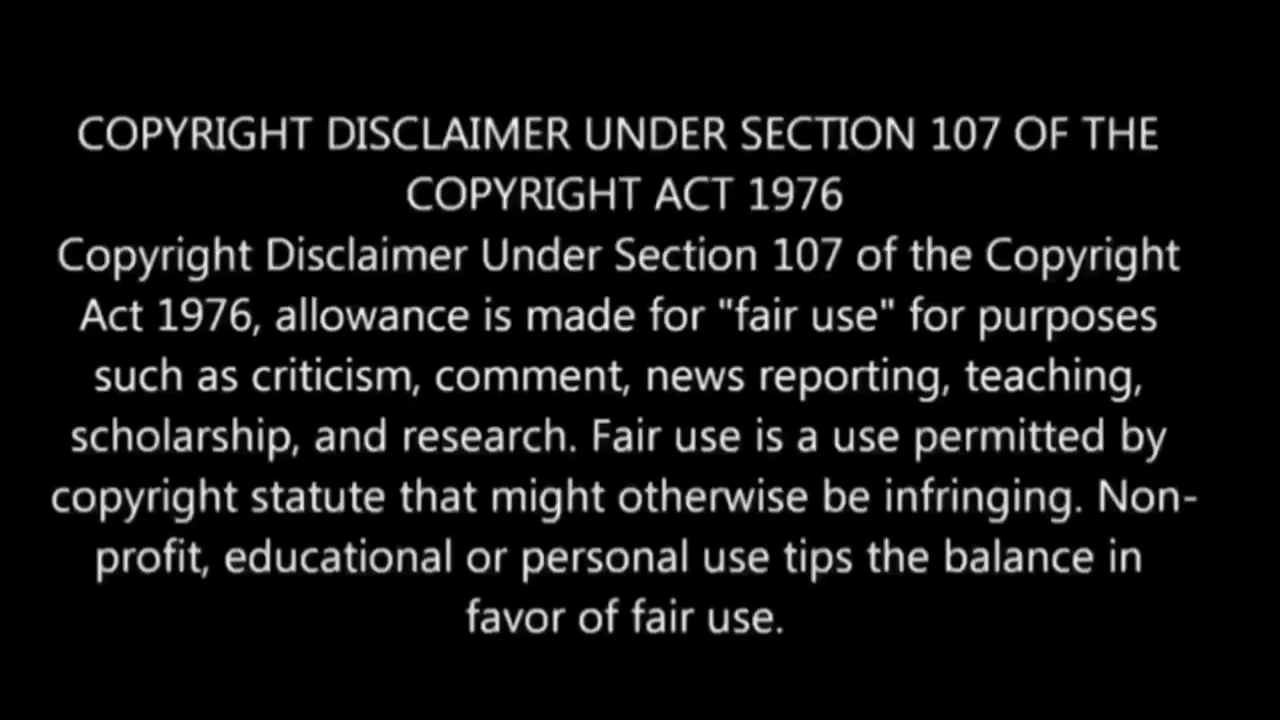 COPYRIGHT DISCLAIMER UNDER SECTION 107 OF THE
COPYRIGHT ACT 1976
Copyright Disclaimer Under Section 107 of the Copyright
Act 1976, allowance is made for "fair use" for purposes
such as criticism, comment, news reporting, teaching,
scholarship, and research. Fair use is a use permitted by
copyright statute that might otherwise be infringing. Non-
profit, educational or personal use tips the balance in
favor of fair use.